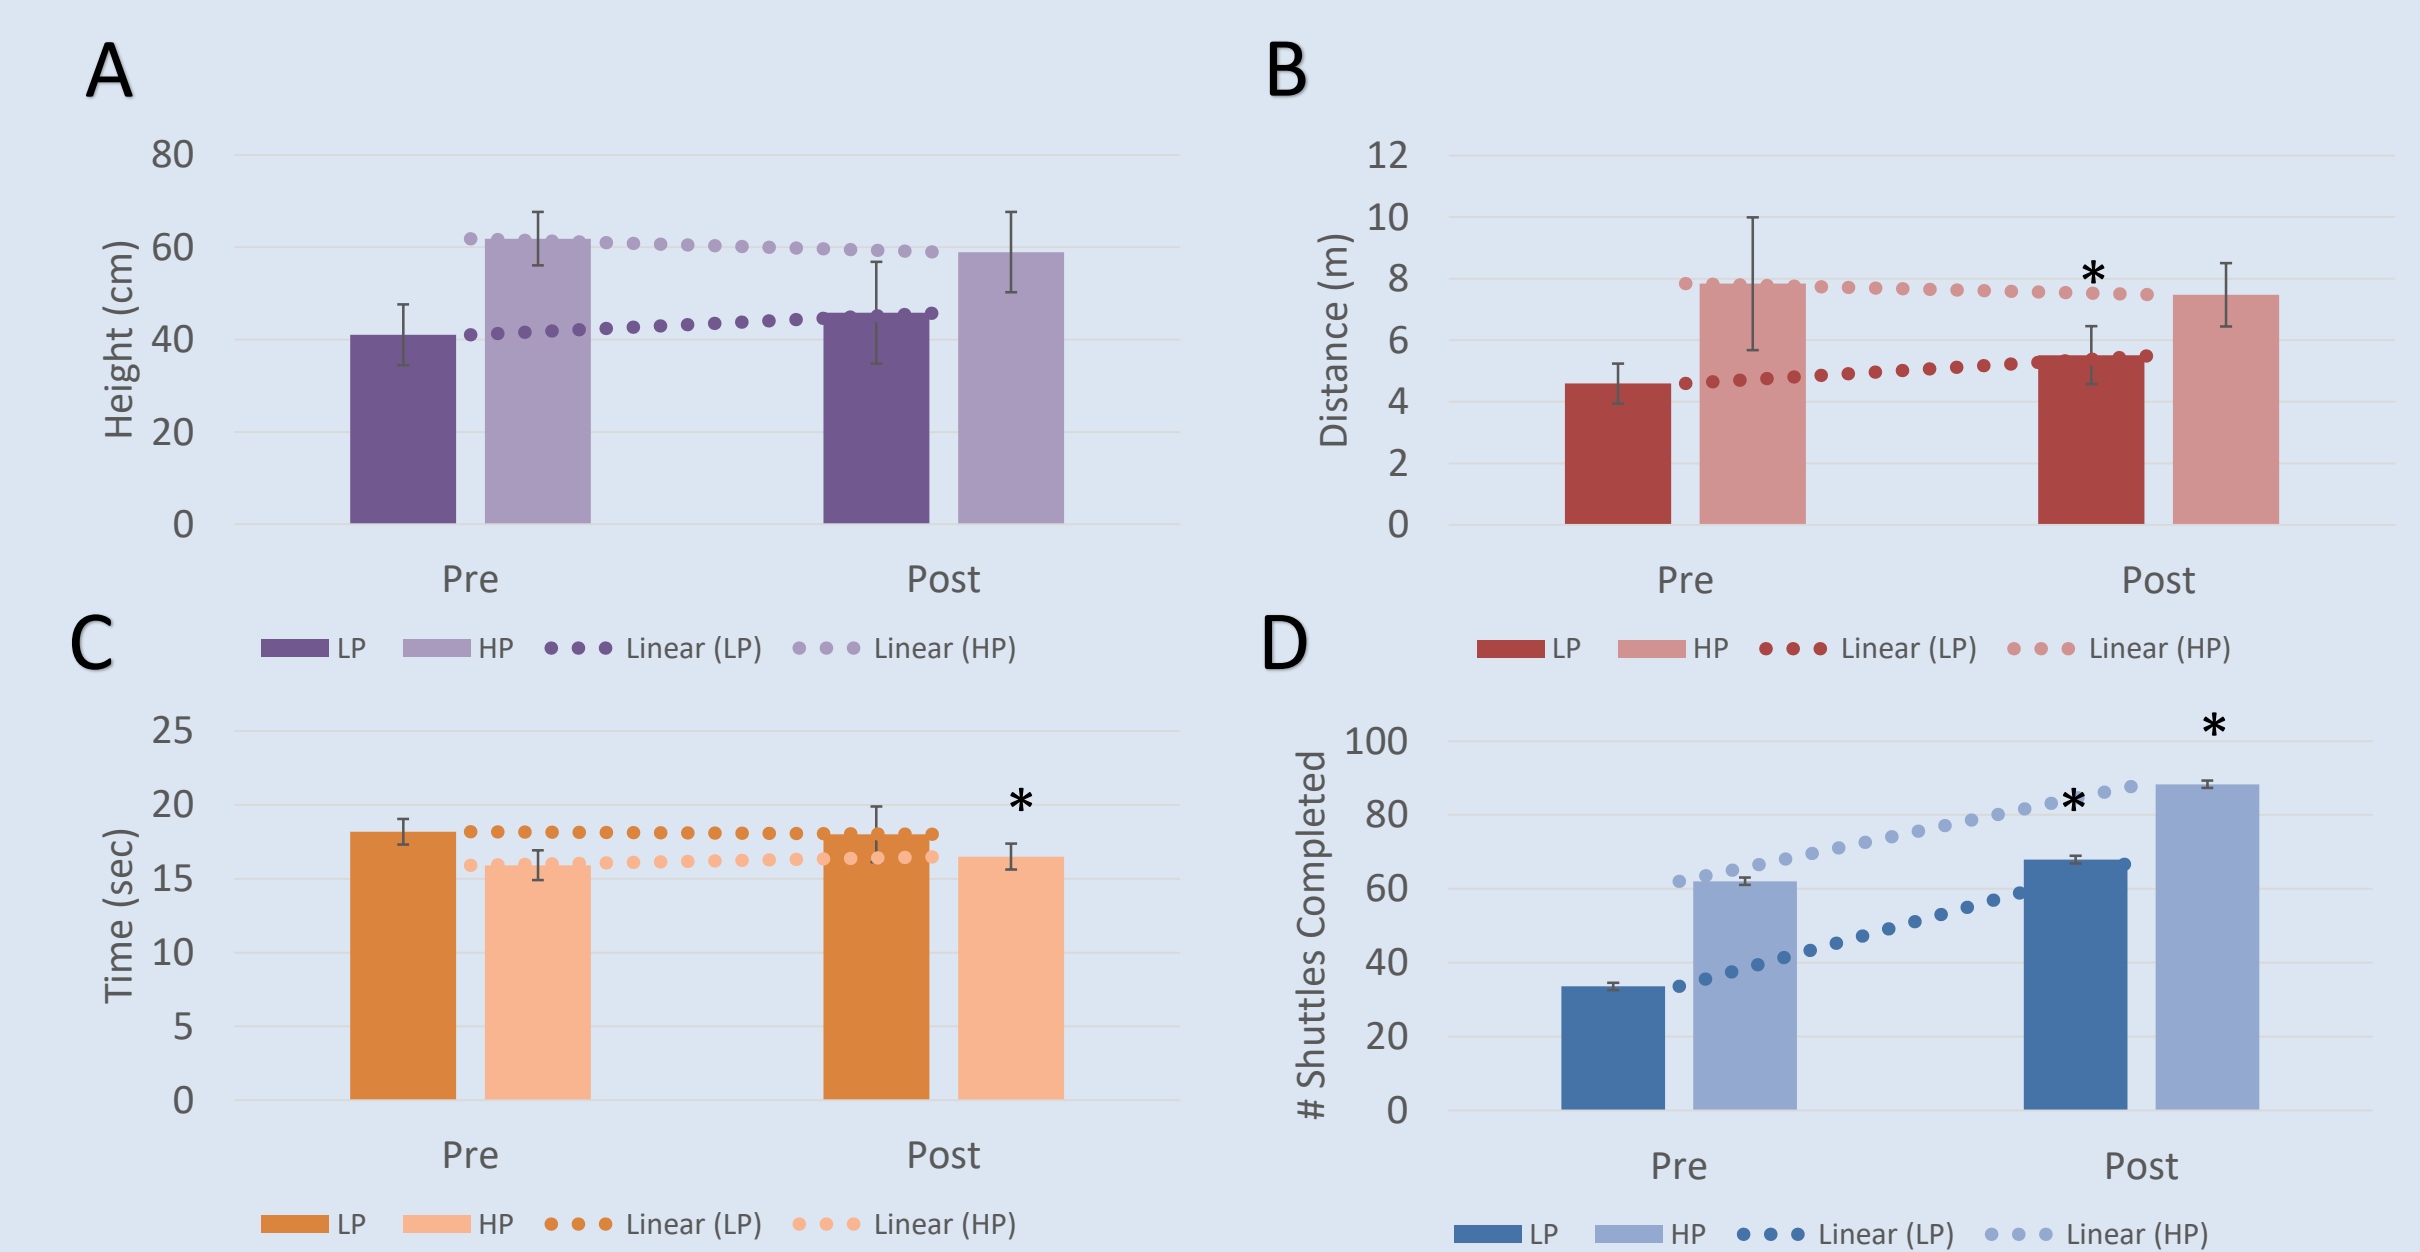 A
80
60
40
20
0
Height (cm)
Pre Post
LP HP Linear (LP) Linear (HP)
B
12
10
8
6
4
2
0
Distance (m)
*
Pre Post
LP HP Linear (LP) Linear (HP)
C
25
20
15
10
5
0
Time (sec)
*
Pre Post
LP HP Linear (LP) Linear (HP)
D
100
80
60
40
20
0
# Shuttles Completed
*
*
Pre Post
LP HP Linear (LP) Linear (HP)